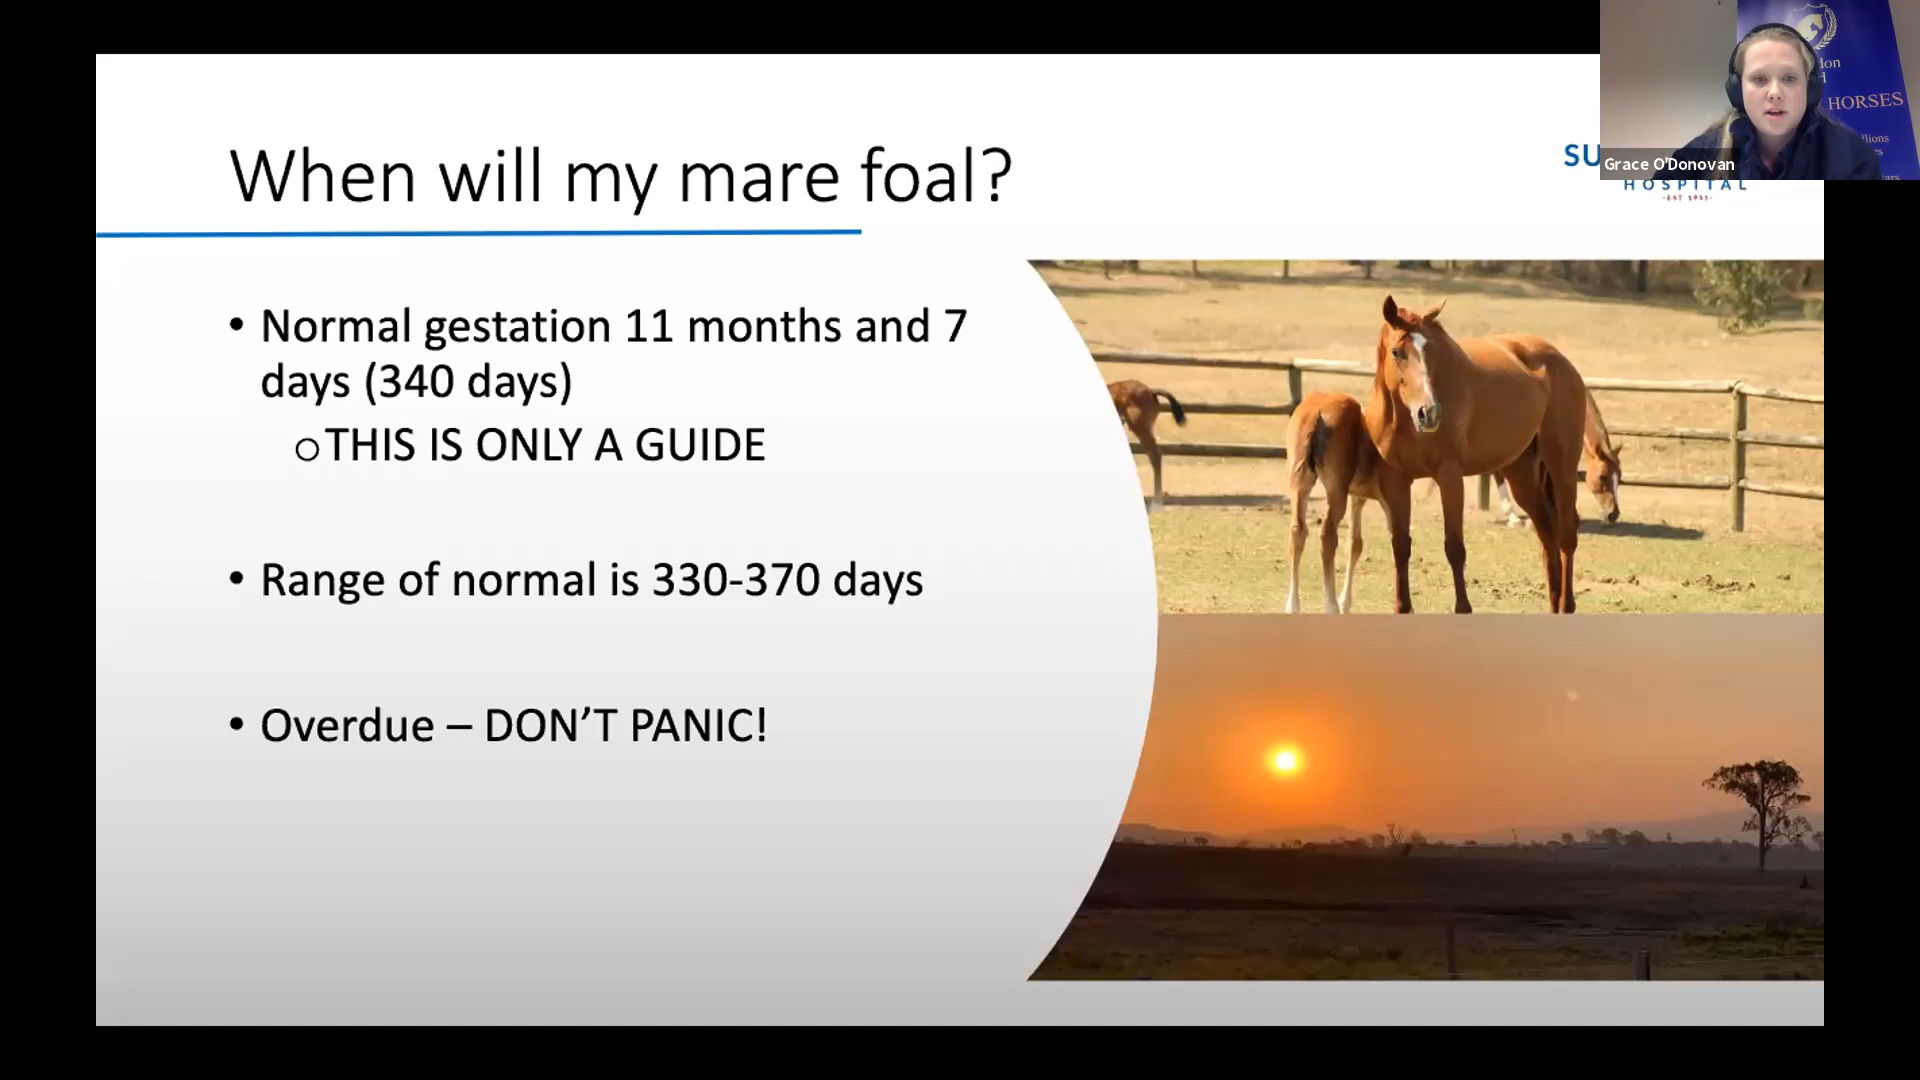 When will my mare foal?
HORSES
Grace O'Donovan
HOSPITAL
• Normal gestation 11 months and 7
days (340 days)
o THIS IS ONLY A GUIDE
• Range of normal is 330-370 days
• Overdue – DON'T PANIC!